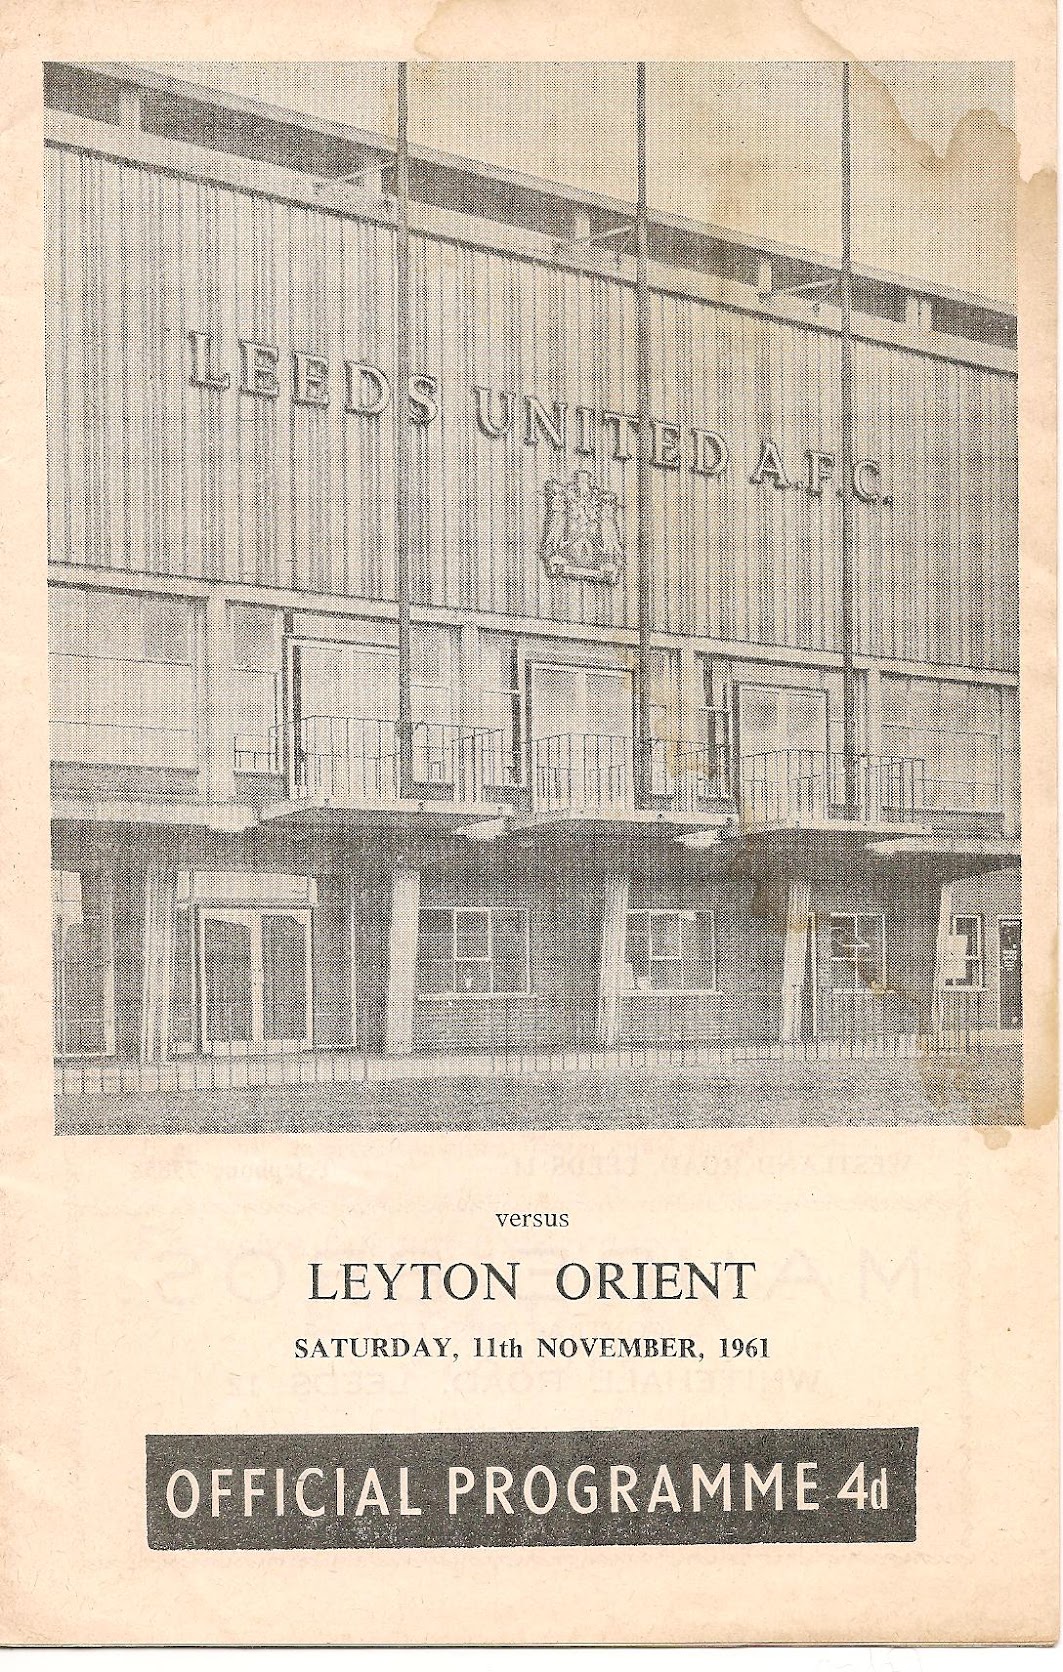 LEEDS UNITED A.F.C.
versus
LEYTON ORIENT
SATURDAY, 11th NOVEMBER, 1961
OFFICIAL PROGRAMME 4d